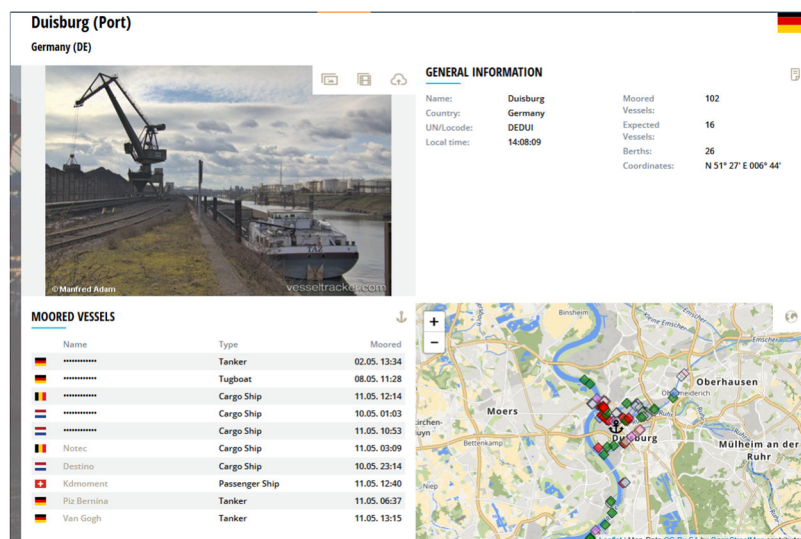 Duisburg (Port)
Germany (DE)
GENERAL INFORMATION
Name: Duisburg
Country: Germany
UN/Locode: DEDUI
Local time: 14:08:09
Moored Vessels: 102
Expected Vessels: 16
Berths: 26
Coordinates: N 51° 27' E 006° 44'
©Manfred Adam
vesseltracker.com
MOORED VESSELS
Name Type Moored
•••••••••••• Tanker 02.05. 13:34
•••••••••••• Tugboat 08.05. 11:28
•••••••••••• Cargo Ship 11.05. 12:14
•••••••••••• Cargo Ship 10.05. 01:03
•••••••••••• Cargo Ship 11.05. 10:53
Notec Cargo Ship 11.05. 03:09
Destino Cargo Ship 10.05. 23:14
Kdmoment Passenger Ship 11.05. 12:40
Piz Bernina Tanker 11.05. 06:37
Van Gogh Tanker 11.05. 13:15
+
−
Binsheim
Kleine Emscher
Emscher
Oberhausen
Moers
Duisburg
Bettenkamp
Mülheim an der
Ruhr
Niep